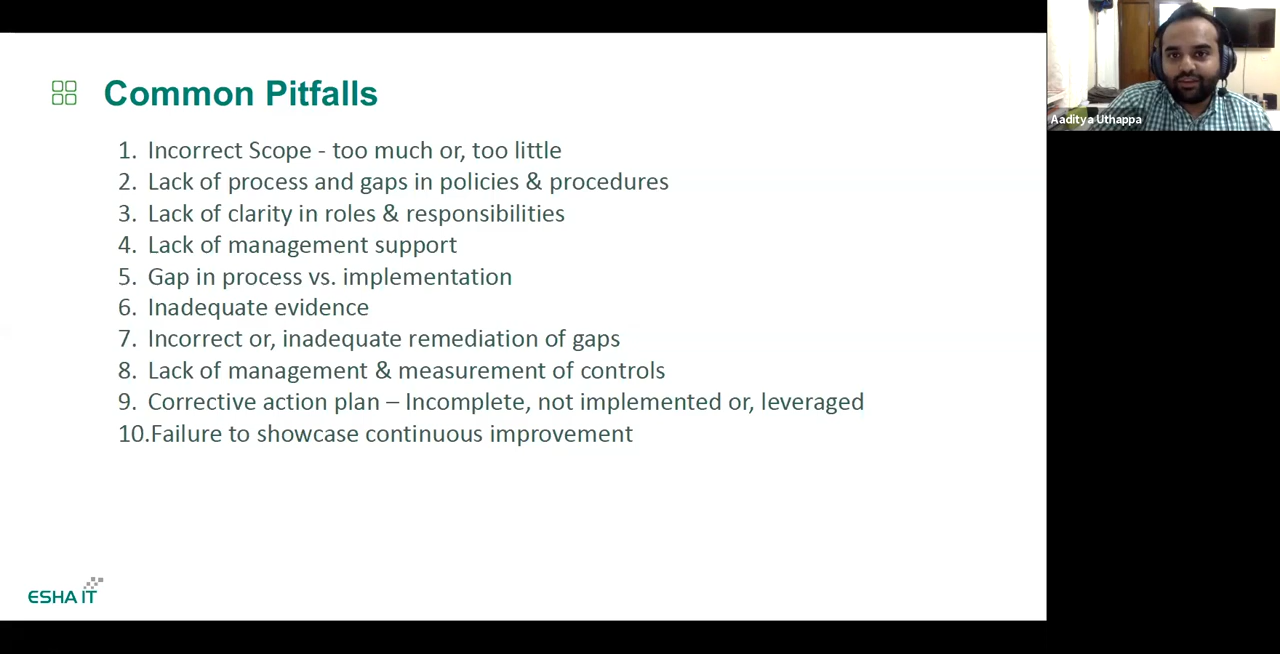 Common Pitfalls
1. Incorrect Scope - too much or, too little
2. Lack of process and gaps in policies & procedures
3. Lack of clarity in roles & responsibilities
4. Lack of management support
5. Gap in process vs. implementation
6. Inadequate evidence
7. Incorrect or, inadequate remediation of gaps
8. Lack of management & measurement of controls
9. Corrective action plan – Incomplete, not implemented or, leveraged
10.Failure to showcase continuous improvement
ESHA IT
Aaditya Uthappa